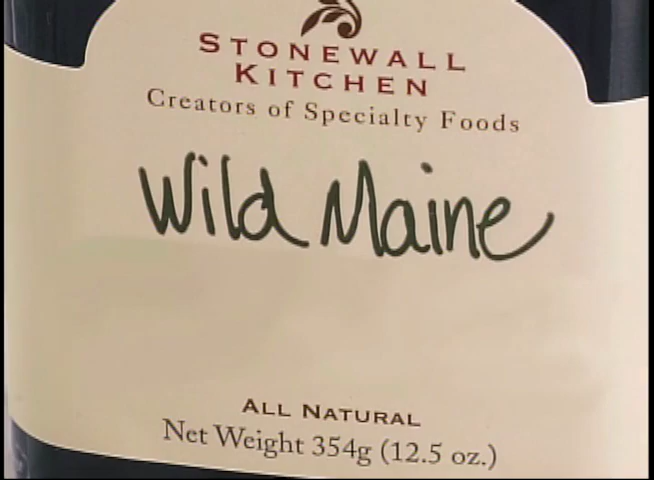 STONEWALL
KITCHEN
Creators of Specialty Foods
Wild Maine
ALL NATURAL
Net Weight 354g (12.5 oz.)